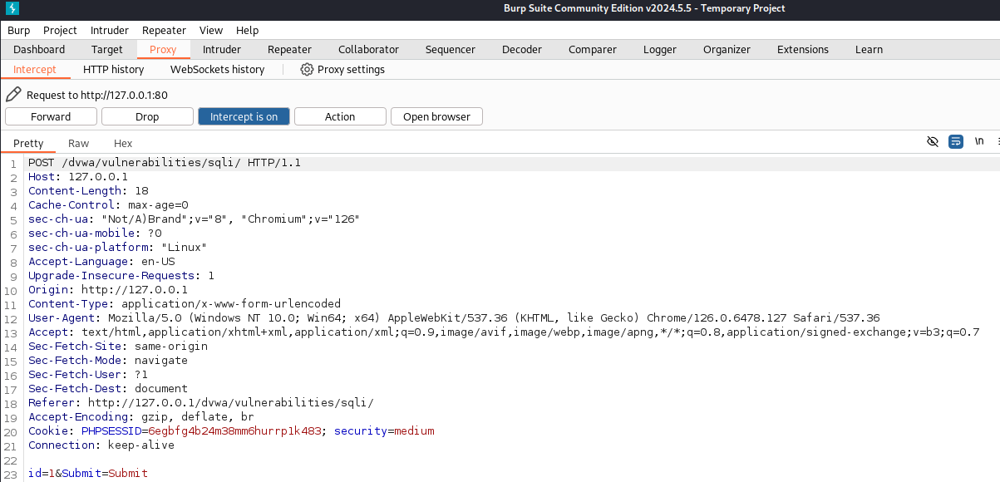 Burp Suite Community Edition v2024.5.5 - Temporary Project
Burp Project Intruder Repeater View Help
Dashboard Target Proxy Intruder Repeater Collaborator Sequencer Decoder Comparer Logger Organizer Extensions Learn
Intercept HTTP history WebSockets history Proxy settings
Request to http://127.0.0.1:80
Forward Drop Intercept is on Action Open browser
Pretty Raw Hex \n
1 POST /dvwa/vulnerabilities/sqli/ HTTP/1.1
2 Host: 127.0.0.1
3 Content-Length: 18
4 Cache-Control: max-age=0
5 sec-ch-ua: "Not/A)Brand";v="8", "Chromium";v="126"
6 sec-ch-ua-mobile: ?0
7 sec-ch-ua-platform: "Linux"
8 Accept-Language: en-US
9 Upgrade-Insecure-Requests: 1
10 Origin: http://127.0.0.1
11 Content-Type: application/x-www-form-urlencoded
12 User-Agent: Mozilla/5.0 (Windows NT 10.0; Win64; x64) AppleWebKit/537.36 (KHTML, like Gecko) Chrome/126.0.6478.127 Safari/537.36
13 Accept: text/html,application/xhtml+xml,application/xml;q=0.9,image/avif,image/webp,image/apng,*/*;q=0.8,application/signed-exchange;v=b3;q=0.7
14 Sec-Fetch-Site: same-origin
15 Sec-Fetch-Mode: navigate
16 Sec-Fetch-User: ?1
17 Sec-Fetch-Dest: document
18 Referer: http://127.0.0.1/dvwa/vulnerabilities/sqli/
19 Accept-Encoding: gzip, deflate, br
20 Cookie: PHPSESSID=6egbfg4b24m38mm6hurrp1k483; security=medium
21 Connection: keep-alive
22
23 id=1&Submit=Submit